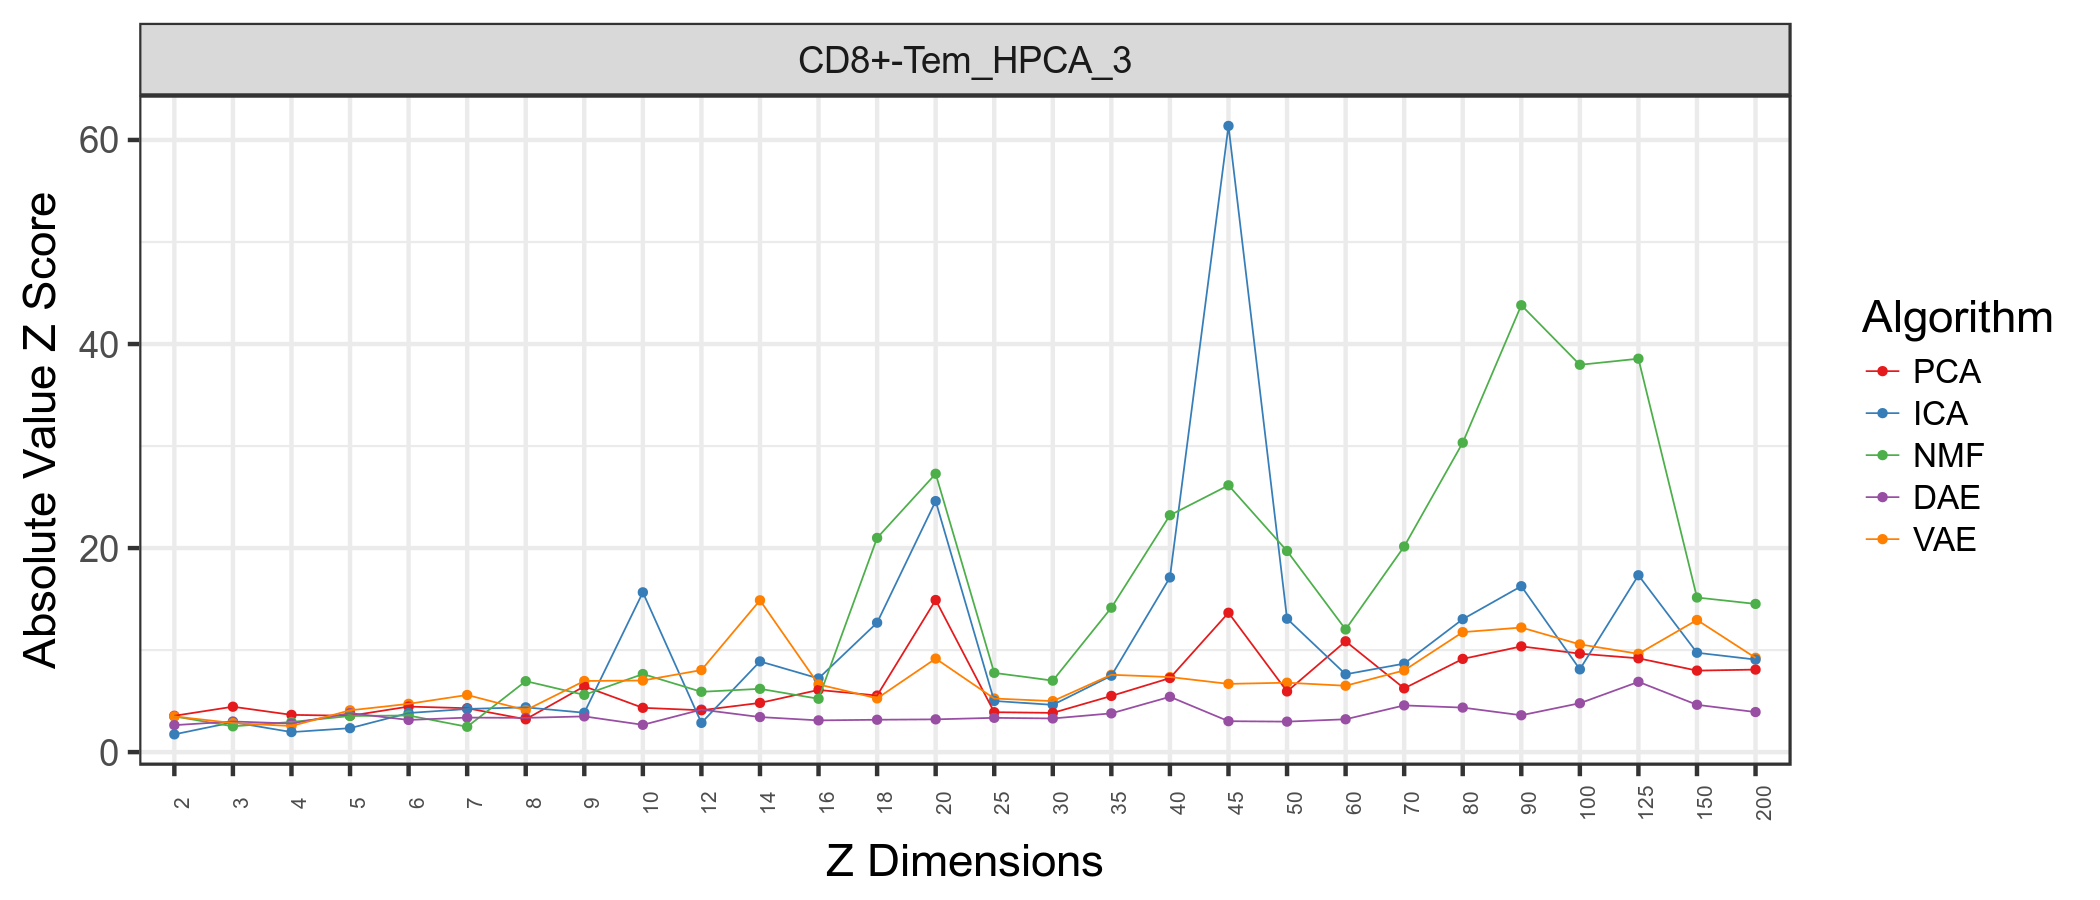 CD8+-Tem_HPCA_3
60
40
20
0
Absolute Value Z Score
2 3 4 5 6 7 8 9 10 12 14 16 18 20 25 30 35 40 45 50 60 70 80 90 100 125 150 200
Z Dimensions
Algorithm
PCA
ICA
NMF
DAE
VAE